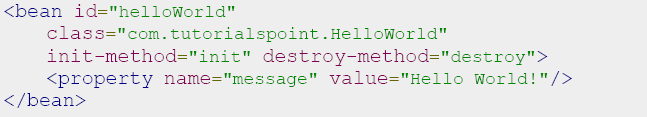 <bean id="helloWorld"
class="com.tutorialspoint.HelloWorld"
init-method="init" destroy-method="destroy">
<property name="message" value="Hello World!"/>
</bean>